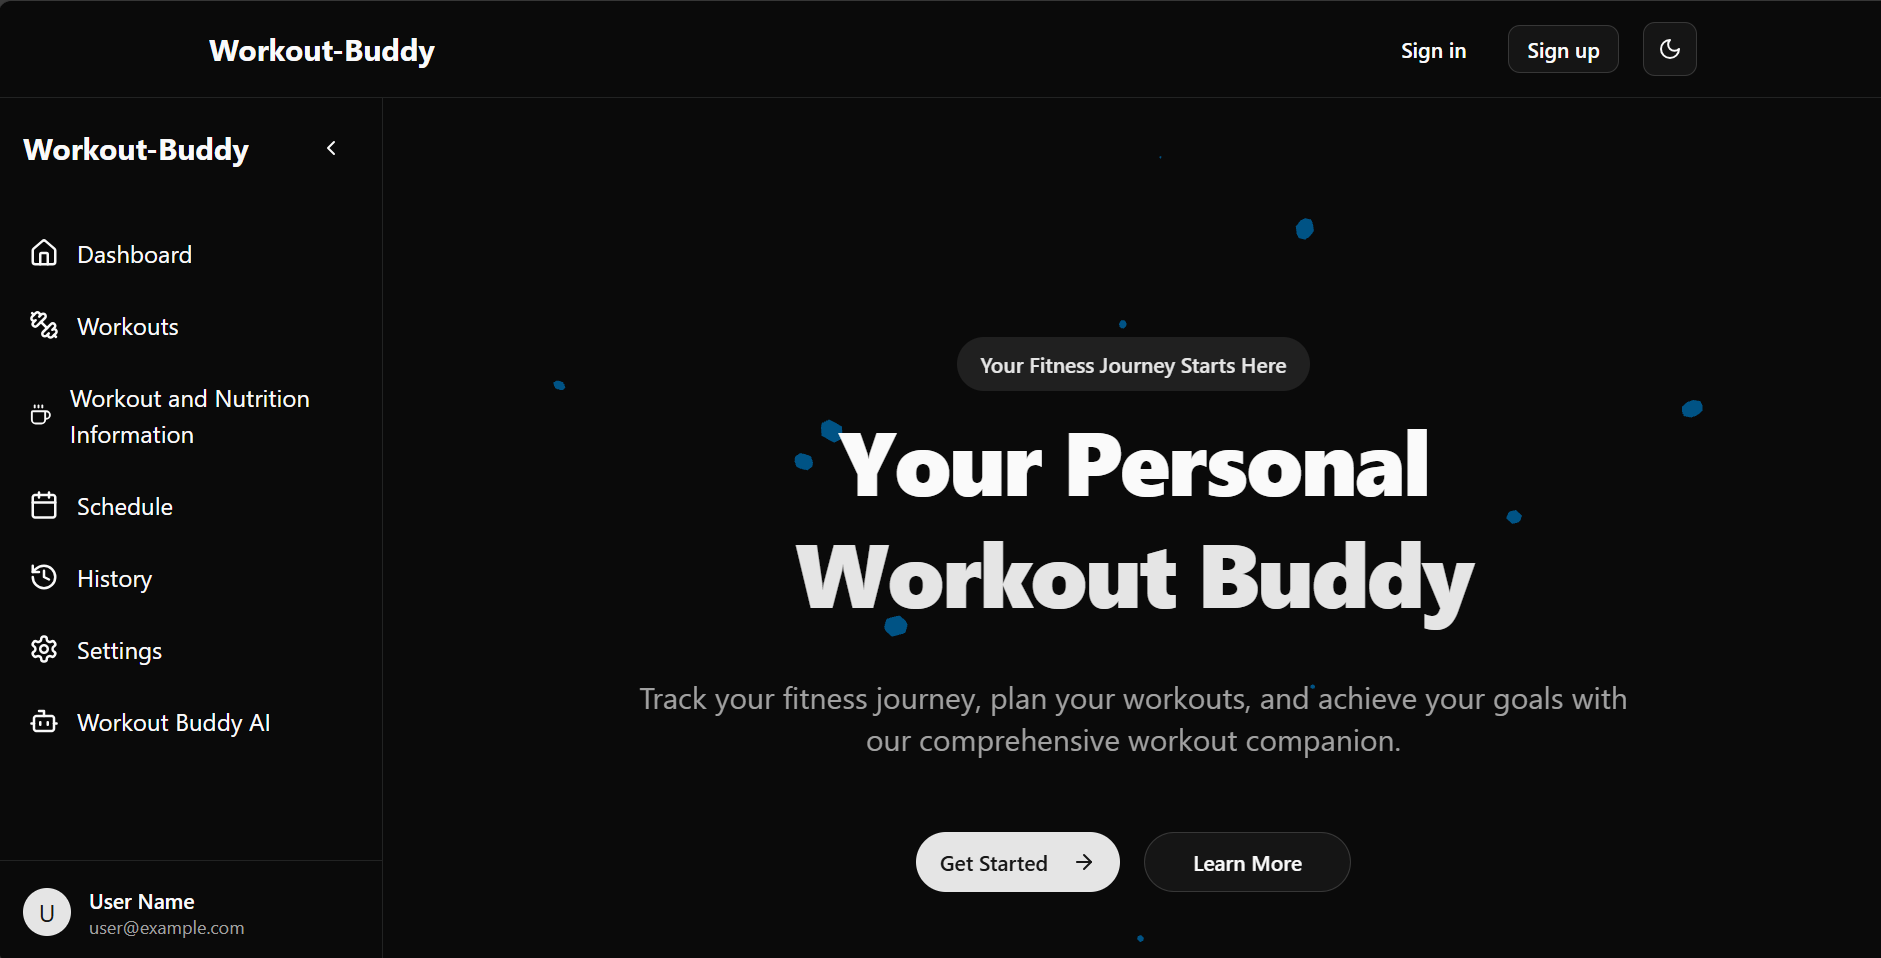 Workout-Buddy
Sign in
Sign up
Workout-Buddy
Dashboard
Workouts
Workout and Nutrition
Information
Schedule
History
Settings
Workout Buddy AI
U
User Name
user@example.com
Your Fitness Journey Starts Here
Your Personal
Workout Buddy
Track your fitness journey, plan your workouts, and achieve your goals with
our comprehensive workout companion.
Get Started
Learn More